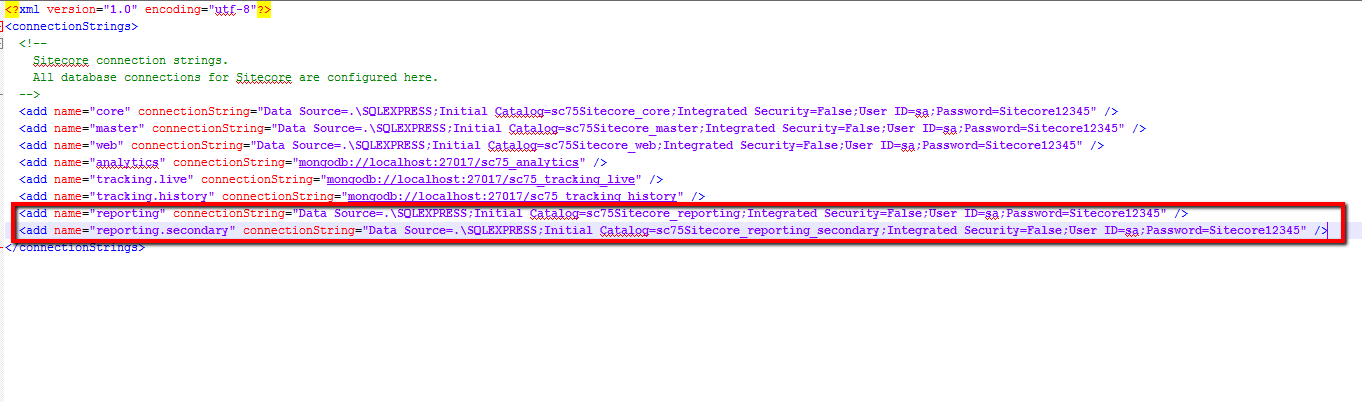 <?xml version="1.0" encoding="utf-8"?>
<connectionStrings>
<!--
Sitecore connection strings.
All database connections for Sitecore are configured here.
-->
<add name="core" connectionString="Data Source=.\SQLEXPRESS;Initial Catalog=sc75Sitecore_core;Integrated Security=False;User ID=sa;Password=Sitecore12345" />
<add name="master" connectionString="Data Source=.\SQLEXPRESS;Initial Catalog=sc75Sitecore_master;Integrated Security=False;User ID=sa;Password=Sitecore12345" />
<add name="web" connectionString="Data Source=.\SQLEXPRESS;Initial Catalog=sc75Sitecore_web;Integrated Security=False;User ID=sa;Password=Sitecore12345" />
<add name="analytics" connectionString="mongodb://localhost:27017/sc75_analytics" />
<add name="tracking.live" connectionString="mongodb://localhost:27017/sc75_tracking_live" />
<add name="tracking.history" connectionString="mongodb://localhost:27017/sc75_tracking_history" />
<add name="reporting" connectionString="Data Source=.\SQLEXPRESS;Initial Catalog=sc75Sitecore_reporting;Integrated Security=False;User ID=sa;Password=Sitecore12345" />
<add name="reporting.secondary" connectionString="Data Source=.\SQLEXPRESS;Initial Catalog=sc75Sitecore_reporting_secondary;Integrated Security=False;User ID=sa;Password=Sitecore12345" />
</connectionStrings>